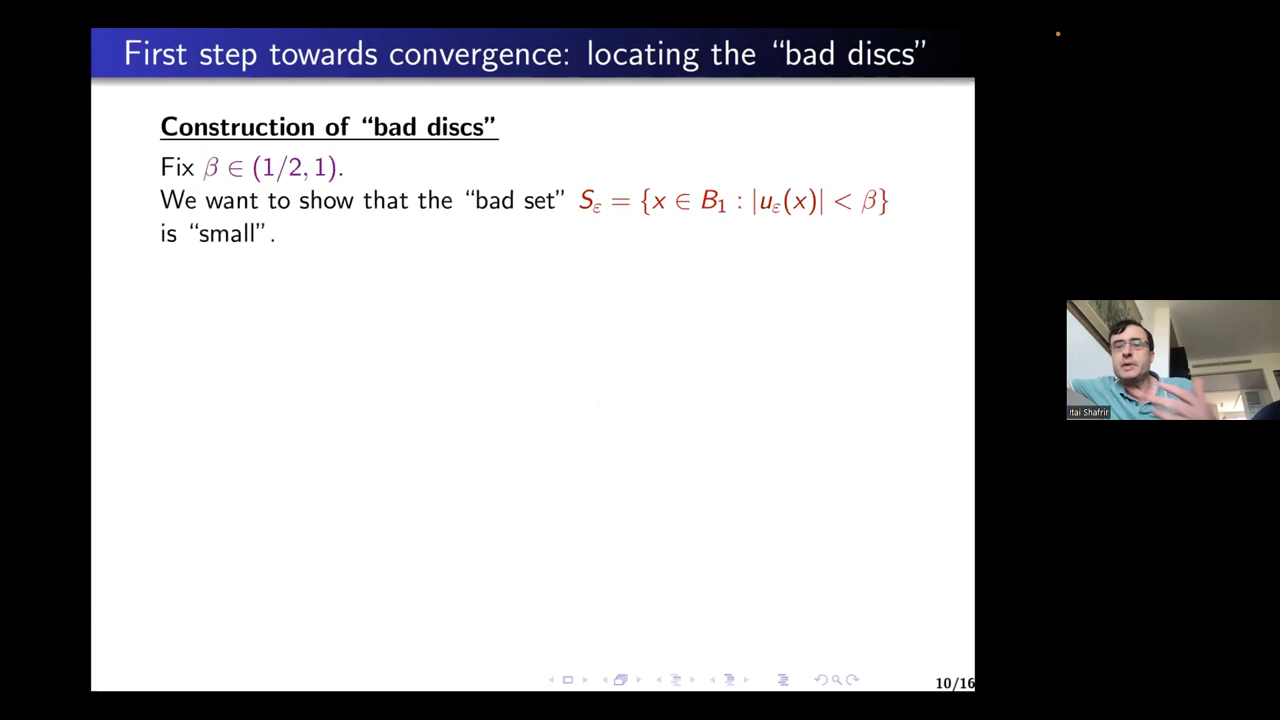 First step towards convergence: locating the “bad discs”
Construction of “bad discs”
Fix β ∈ (1/2, 1).
We want to show that the “bad set” S_ε = {x ∈ B_1 : |u_ε(x)| < β}
is “small”.
Itai Shafrir
10/16